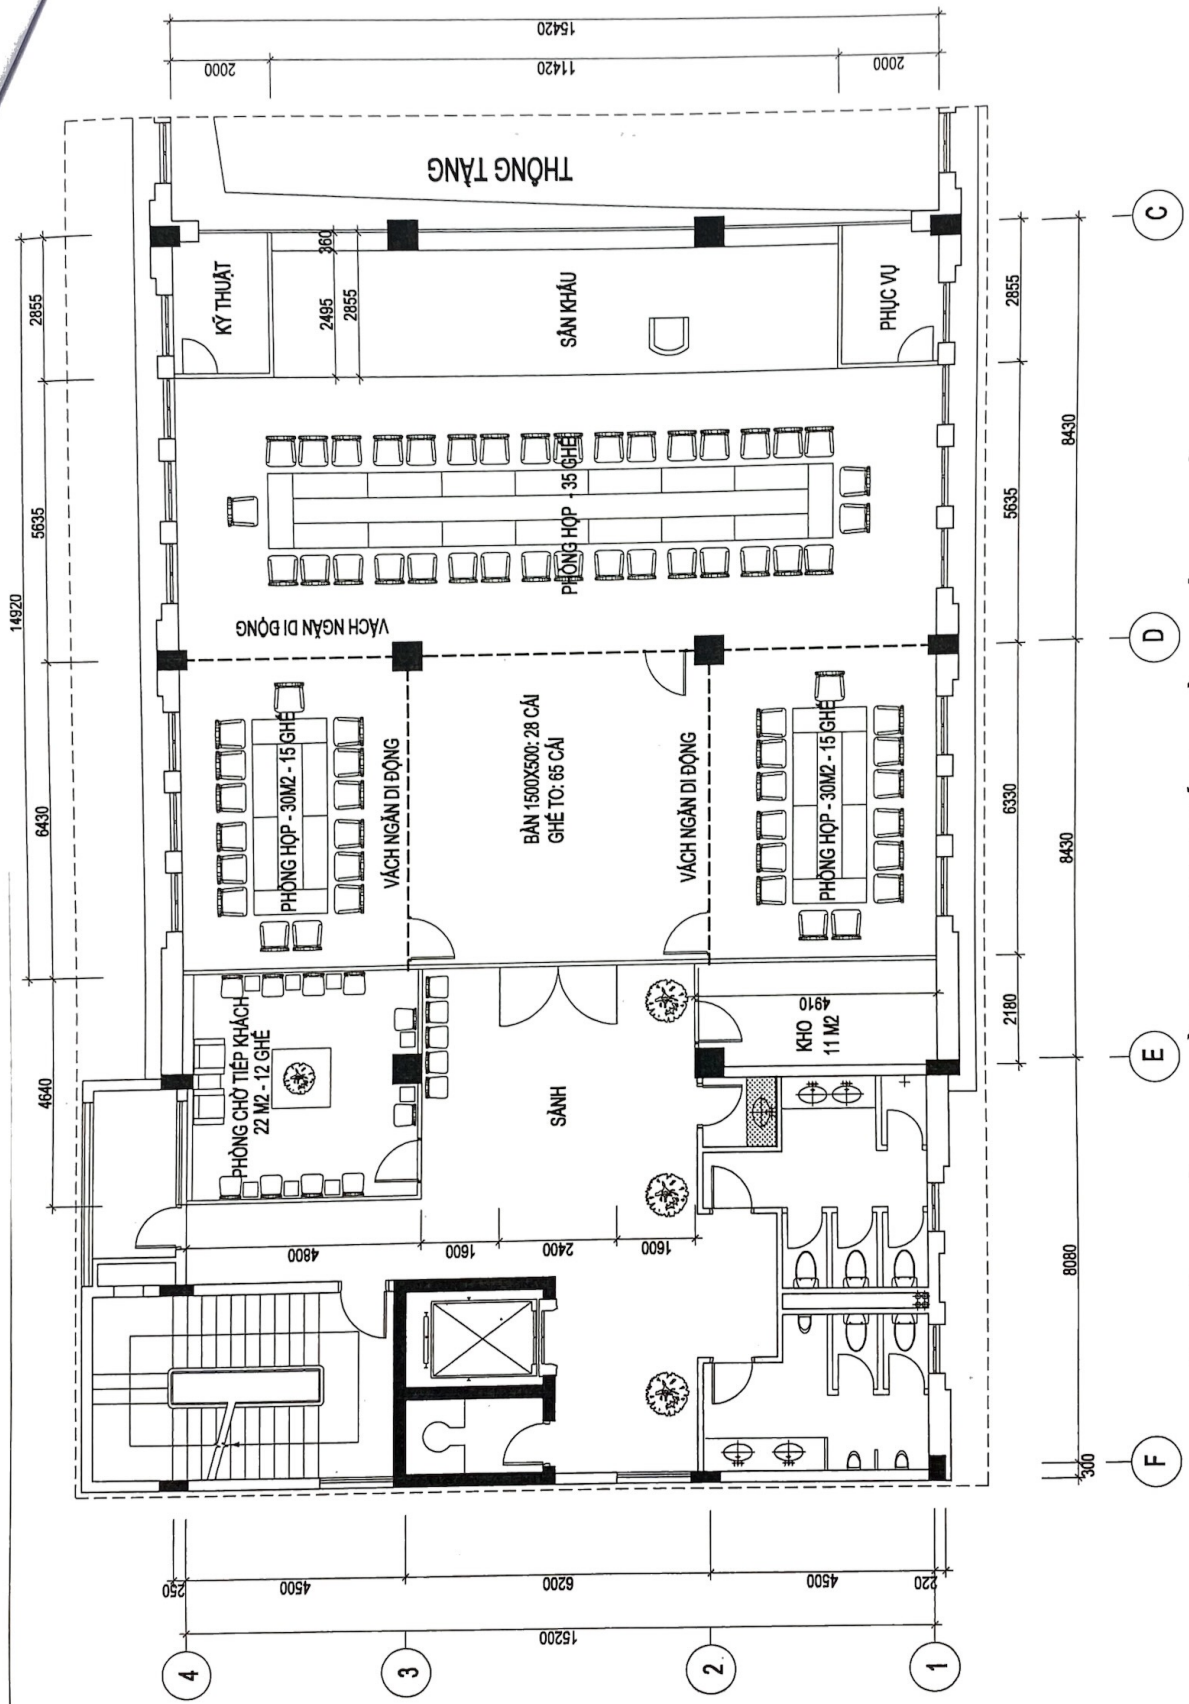 15420
2000
11420
2000
THÔNG TẦNG
C
14920
2855
5635
6430
4640
KỸ THUẬT
360
2495
2855
SÂN KHẤU
PHỤC VỤ
2855
5635
6330
2180
8430
8430
8080
300
PHÒNG HỌP - 35 GHẾ
VÁCH NGĂN DI ĐỘNG
D
PHÒNG HỌP - 30M2 - 15 GHẾ
VÁCH NGĂN DI ĐỘNG
BÀN 1500X500: 28 CÁI
GHẾ TO: 65 CÁI
VÁCH NGĂN DI ĐỘNG
PHÒNG HỌP - 30M2 - 15 GHẾ
PHÒNG CHỜ TIẾP KHÁCH
22 M2 - 12 GHẾ
SẢNH
4910
KHO
11 M2
E
4800
1600
2400
1600
F
250
4500
6200
4500
220
15200
4
3
2
1